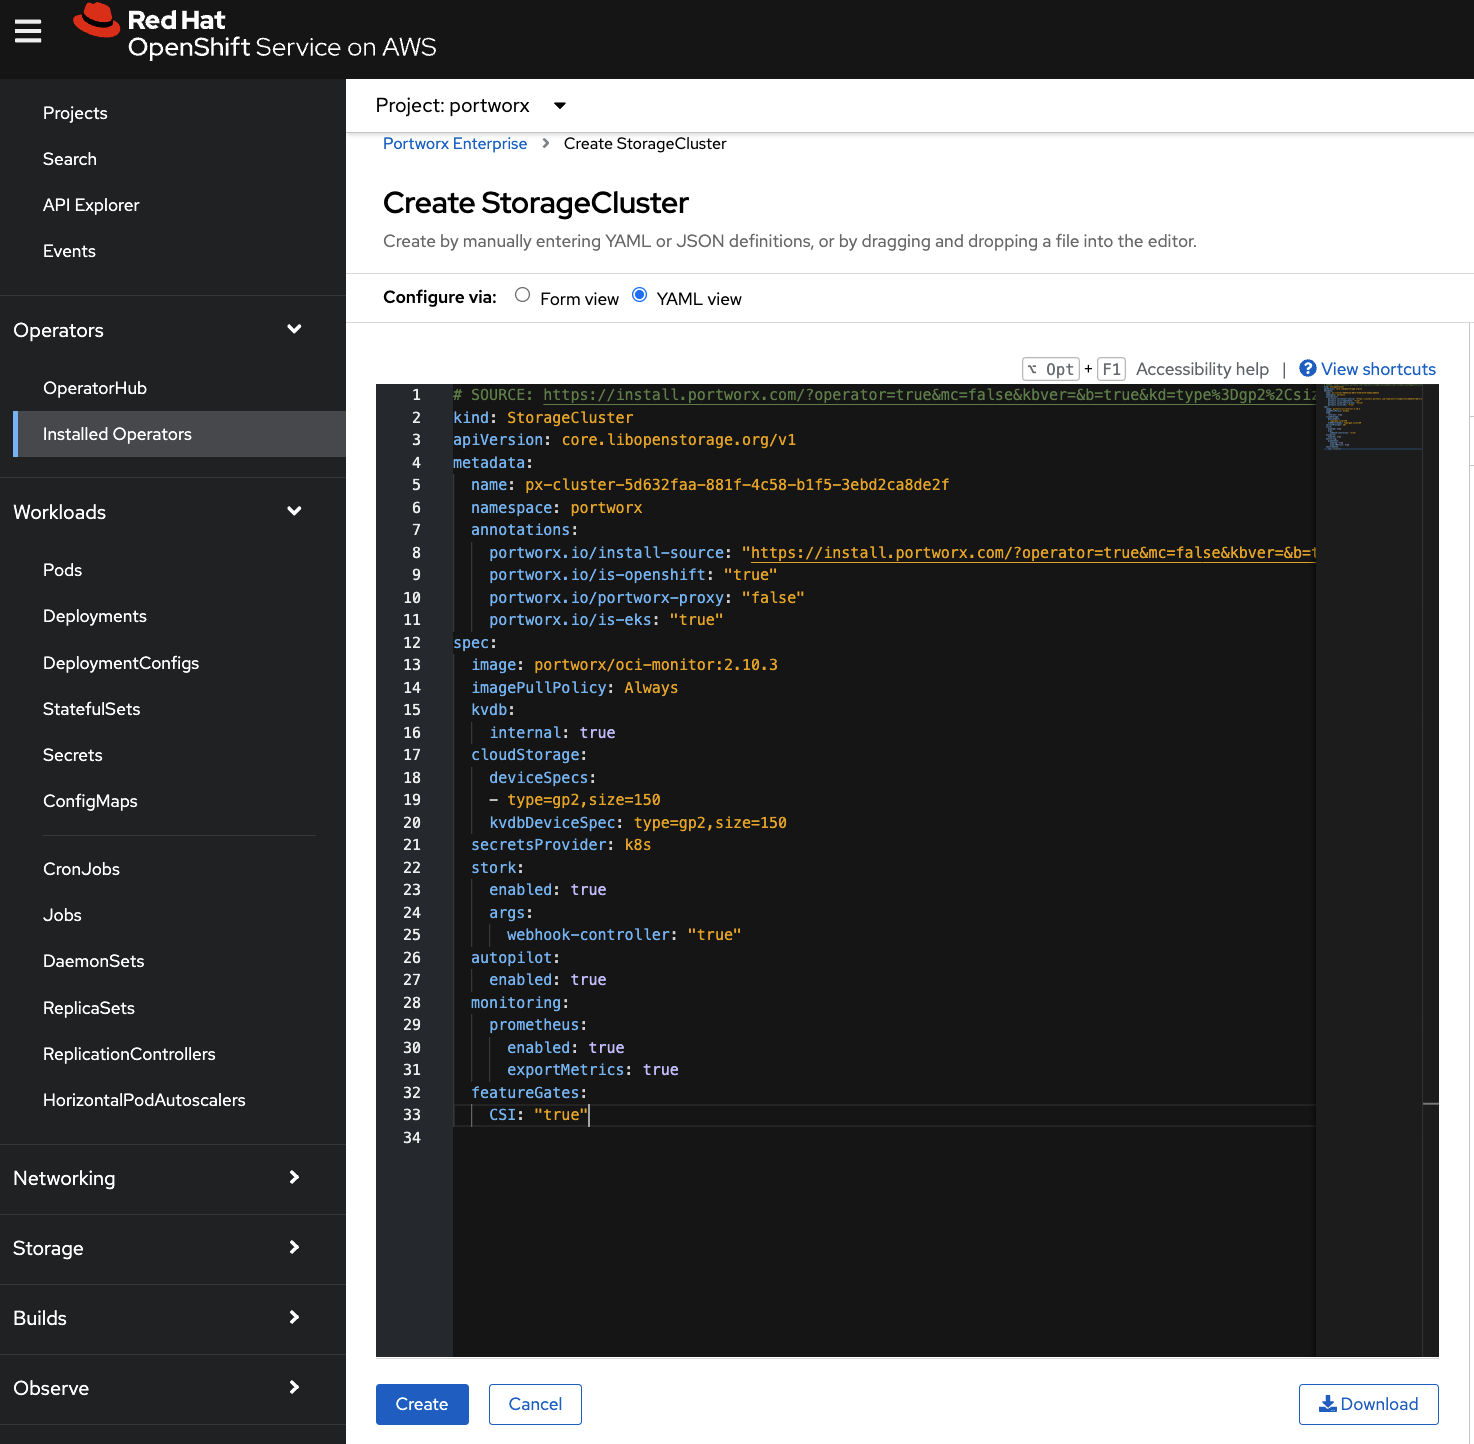 Red Hat
OpenShift Service on AWS
Projects
Search
API Explorer
Events
Operators
OperatorHub
Installed Operators
Workloads
Pods
Deployments
DeploymentConfigs
StatefulSets
Secrets
ConfigMaps
CronJobs
Jobs
DaemonSets
ReplicaSets
ReplicationControllers
HorizontalPodAutoscalers
Networking
Storage
Builds
Observe
Project: portworx
Portworx Enterprise > Create StorageCluster
Create StorageCluster
Create by manually entering YAML or JSON definitions, or by dragging and dropping a file into the editor.
Configure via: Form view YAML view
⌥ Opt + F1 Accessibility help | View shortcuts
1 # SOURCE: https://install.portworx.com/?operator=true&mc=false&kbver=&b=true&kd=type%3Dgp2%2Csiz
2 kind: StorageCluster
3 apiVersion: core.libopenstorage.org/v1
4 metadata:
5 name: px-cluster-5d632faa-881f-4c58-b1f5-3ebd2ca8de2f
6 namespace: portworx
7 annotations:
8 portworx.io/install-source: "https://install.portworx.com/?operator=true&mc=false&kbver=&b=t
9 portworx.io/is-openshift: "true"
10 portworx.io/portworx-proxy: "false"
11 portworx.io/is-eks: "true"
12 spec:
13 image: portworx/oci-monitor:2.10.3
14 imagePullPolicy: Always
15 kvdb:
16 internal: true
17 cloudStorage:
18 deviceSpecs:
19 - type=gp2,size=150
20 kvdbDeviceSpec: type=gp2,size=150
21 secretsProvider: k8s
22 stork:
23 enabled: true
24 args:
25 webhook-controller: "true"
26 autopilot:
27 enabled: true
28 monitoring:
29 prometheus:
30 enabled: true
31 exportMetrics: true
32 featureGates:
33 CSI: "true"
34
Create
Cancel
Download